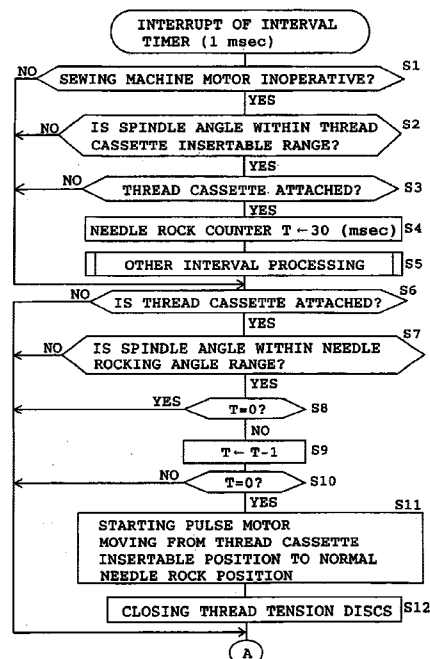 INTERRUPT OF INTERVAL
TIMER (1 msec)
S1
NO
SEWING MACHINE MOTOR INOPERATIVE?
YES
S2
NO
IS SPINDLE ANGLE WITHIN THREAD
CASSETTE INSERTABLE RANGE?
YES
NO
THREAD CASSETTE ATTACHED?
S3
YES
NEEDLE ROCK COUNTER T ← 30 (msec)
S4
OTHER INTERVAL PROCESSING
S5
S6
NO
IS THREAD CASSETTE ATTACHED?
YES
S7
NO
IS SPINDLE ANGLE WITHIN NEEDLE
ROCKING ANGLE RANGE?
YES
YES
T=0?
S8
NO
T ← T-1
S9
NO
T=0?
S10
YES
S11
STARTING PULSE MOTOR
MOVING FROM THREAD CASSETTE
INSERTABLE POSITION TO NORMAL
NEEDLE ROCK POSITION
CLOSING THREAD TENSION DISCS
S12
A